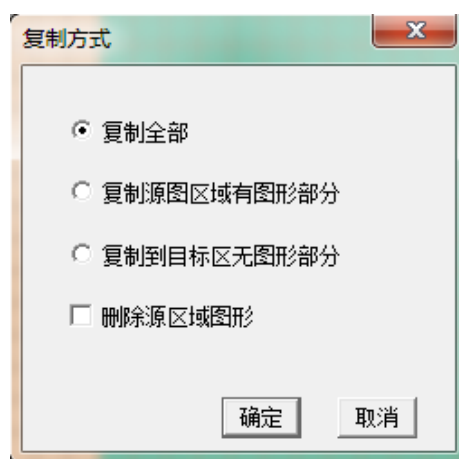 复制方式
复制全部
复制源图区域有图形部分
复制到目标区无图形部分
删除源区域图形
确定 取消